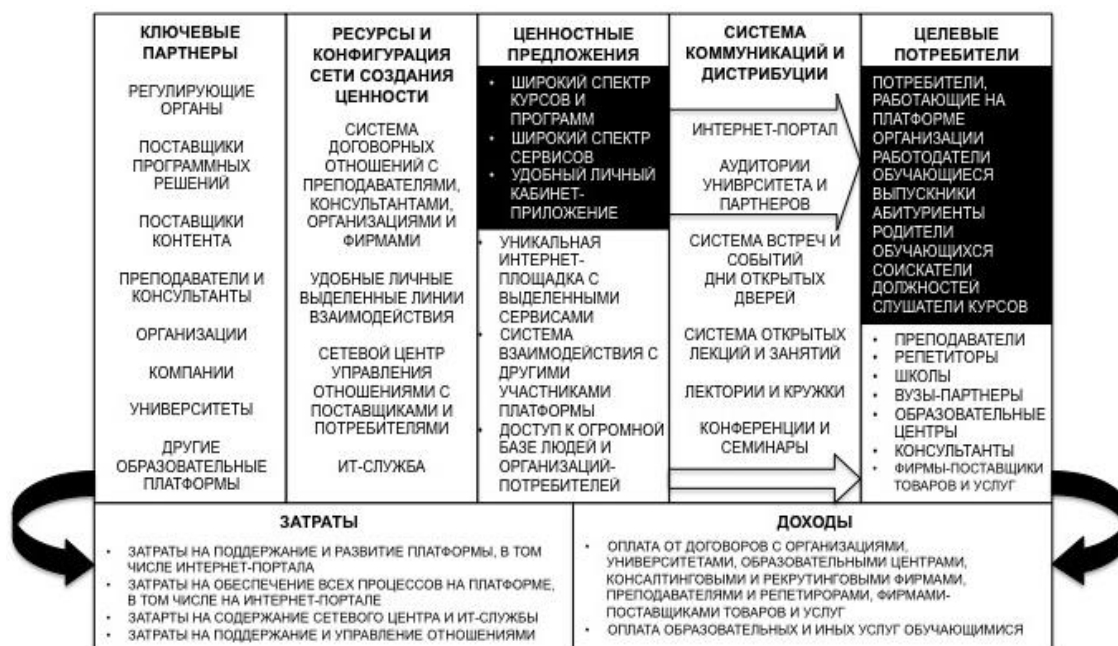 КЛЮЧЕВЫЕ
ПАРТНЕРЫ
РЕГУЛИРУЮЩИЕ
ОРГАНЫ
ПОСТАВЩИКИ
ПРОГРАММНЫХ
РЕШЕНИЙ
ПОСТАВЩИКИ
КОНТЕНТА
ПРЕПОДАВАТЕЛИ И
КОНСУЛЬТАНТЫ
ОРГАНИЗАЦИИ
КОМПАНИИ
УНИВЕРСИТЕТЫ
ДРУГИЕ
ОБРАЗОВАТЕЛЬНЫЕ
ПЛАТФОРМЫ
РЕСУРСЫ И
КОНФИГУРАЦИЯ
СЕТИ СОЗДАНИЯ
ЦЕННОСТИ
СИСТЕМА
ДОГОВОРНЫХ
ОТНОШЕНИЙ С
ПРЕПОДАВАТЕЛЯМИ,
КОНСУЛЬТАНТАМИ,
ОРГАНИЗАЦИЯМИ И
ФИРМАМИ
УДОБНЫЕ ЛИЧНЫЕ
ВЫДЕЛЕННЫЕ ЛИНИИ
ВЗАИМОДЕЙСТВИЯ
СЕТЕВОЙ ЦЕНТР
УПРАВЛЕНИЯ
ОТНОШЕНИЯМИ С
ПОСТАВЩИКАМИ И
ПОТРЕБИТЕЛЯМИ
ИТ-СЛУЖБА
ЦЕННОСТНЫЕ
ПРЕДЛОЖЕНИЯ
• ШИРОКИЙ СПЕКТР
КУРСОВ И
ПРОГРАММ
• ШИРОКИЙ СПЕКТР
СЕРВИСОВ
• УДОБНЫЙ ЛИЧНЫЙ
КАБИНЕТ-
ПРИЛОЖЕНИЕ
• УНИКАЛЬНАЯ
ИНТЕРНЕТ-
ПЛОЩАДКА С
ВЫДЕЛЕННЫМИ
СЕРВИСАМИ
• СИСТЕМА
ВЗАИМОДЕЙСТВИЯ С
ДРУГИМИ
УЧАСТНИКАМИ
ПЛАТФОРМЫ
• ДОСТУП К ОГРОМНОЙ
БАЗЕ ЛЮДЕЙ И
ОРГАНИЗАЦИЙ-
ПОТРЕБИТЕЛЕЙ
СИСТЕМА
КОММУНИКАЦИЙ И
ДИСТРИБУЦИИ
ИНТЕРНЕТ-ПОРТАЛ
АУДИТОРИИ
УНИВРСИТЕТА И
ПАРТНЕРОВ
СИСТЕМА ВСТРЕЧ И
СОБЫТИЙ
ДНИ ОТКРЫТЫХ
ДВЕРЕЙ
СИСТЕМА ОТКРЫТЫХ
ЛЕКЦИЙ И ЗАНЯТИЙ
ЛЕКТОРИИ И КРУЖКИ
КОНФЕРЕНЦИИ И
СЕМИНАРЫ
ЦЕЛЕВЫЕ
ПОТРЕБИТЕЛИ
ПОТРЕБИТЕЛИ,
РАБОТАЮЩИЕ НА
ПЛАТФОРМЕ
ОРГАНИЗАЦИИ
РАБОТОДАТЕЛИ
ОБУЧАЮЩИЕСЯ
ВЫПУСКНИКИ
АБИТУРИЕНТЫ
РОДИТЕЛИ
ОБУЧАЮЩИХСЯ
СОИСКАТЕЛИ
ДОЛЖНОСТЕЙ
СЛУШАТЕЛИ КУРСОВ
• ПРЕПОДАВАТЕЛИ
• РЕПЕТИТОРЫ
• ШКОЛЫ
• ВУЗЫ-ПАРТНЕРЫ
• ОБРАЗОВАТЕЛЬНЫЕ
ЦЕНТРЫ
• КОНСУЛЬТАНТЫ
• ФИРМЫ-ПОСТАВЩИКИ
ТОВАРОВ И УСЛУГ
ЗАТРАТЫ
• ЗАТРАТЫ НА ПОДДЕРЖАНИЕ И РАЗВИТИЕ ПЛАТФОРМЫ, В ТОМ
ЧИСЛЕ ИНТЕРНЕТ-ПОРТАЛА
• ЗАТРАТЫ НА ОБЕСПЕЧЕНИЕ ВСЕХ ПРОЦЕССОВ НА ПЛАТФОРМЕ,
В ТОМ ЧИСЛЕ НА ИНТЕРНЕТ-ПОРТАЛЕ
• ЗАТАРТЫ НА СОДЕРЖАНИЕ СЕТЕВОГО ЦЕНТРА И ИТ-СЛУЖБЫ
• ЗАТРАТЫ НА ПОДДЕРЖАНИЕ И УПРАВЛЕНИЕ ОТНОШЕНИЯМИ
ДОХОДЫ
• ОПЛАТА ОТ ДОГОВОРОВ С ОРГАНИЗАЦИЯМИ,
УНИВЕРСИТЕТАМИ, ОБРАЗОВАТЕЛЬНЫМИ ЦЕНТРАМИ,
КОНСАЛТИНГОВЫМИ И РЕКРУТИНГОВЫМИ ФИРМАМИ,
ПРЕПОДАВАТЕЛЯМИ И РЕПЕТИРОРАМИ, ФИРМАМИ-
ПОСТАВЩИКАМИ ТОВАРОВ И УСЛУГ
• ОПЛАТА ОБРАЗОВАТЕЛЬНЫХ И ИНЫХ УСЛУГ ОБУЧАЮЩИМИСЯ